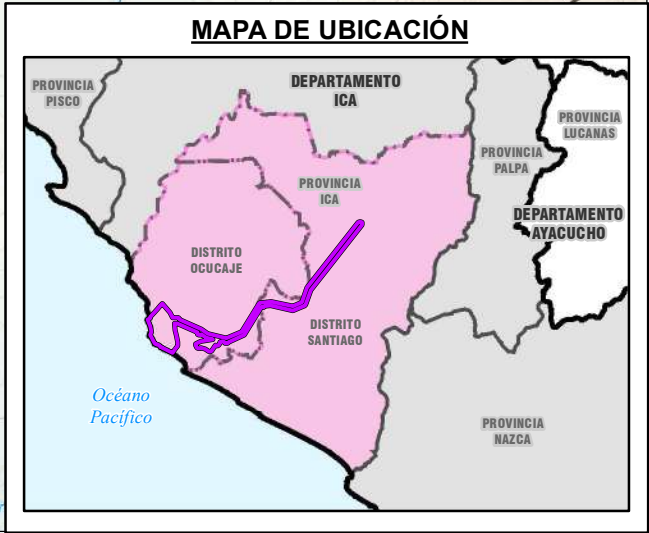 MAPA DE UBICACIÓN
PROVINCIA
PISCO
DEPARTAMENTO
ICA
PROVINCIA
LUCANAS
PROVINCIA
PALPA
PROVINCIA
ICA
DEPARTAMENTO
AYACUCHO
DISTRITO
OCUCAJE
DISTRITO
SANTIAGO
Océano
Pacífico
PROVINCIA
NAZCA